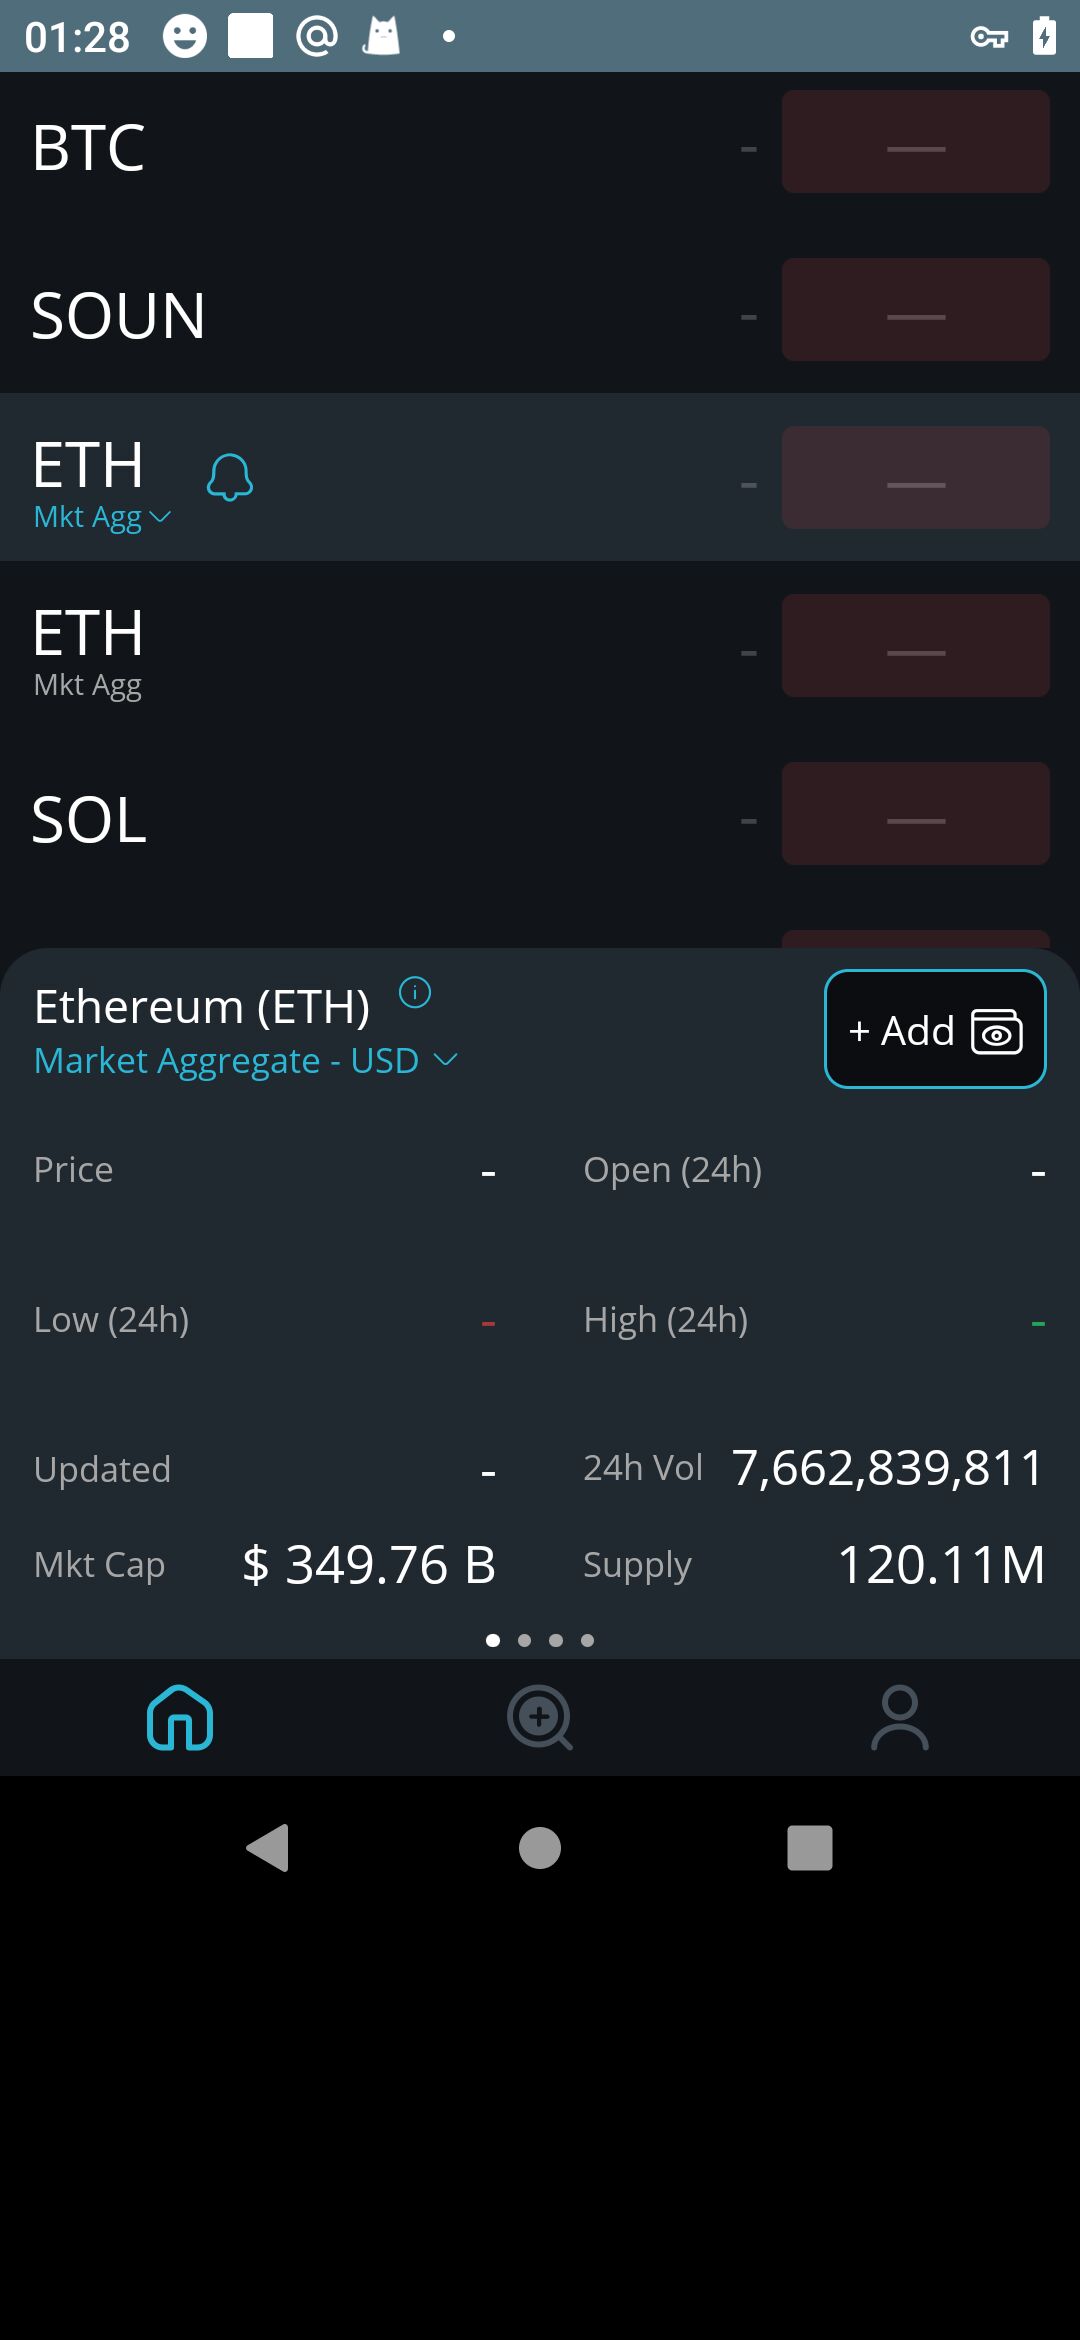 01:28
BTC - —
SOUN - —
ETH - —
Mkt Agg
ETH - —
Mkt Agg
SOL - —
Ethereum (ETH)
Market Aggregate - USD
+ Add
Price - Open (24h) -
Low (24h) - High (24h) -
Updated - 24h Vol 7,662,839,811
Mkt Cap $ 349.76 B Supply 120.11M